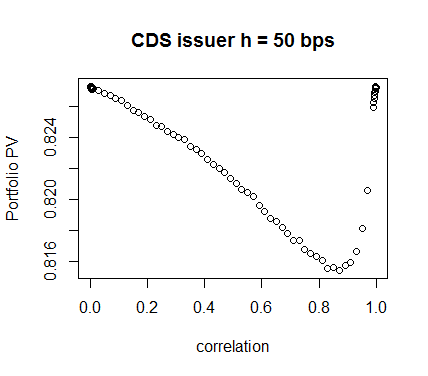 CDS issuer h = 50 bps
Portfolio PV
0.824
0.820
0.816
0.0 0.2 0.4 0.6 0.8 1.0
correlation